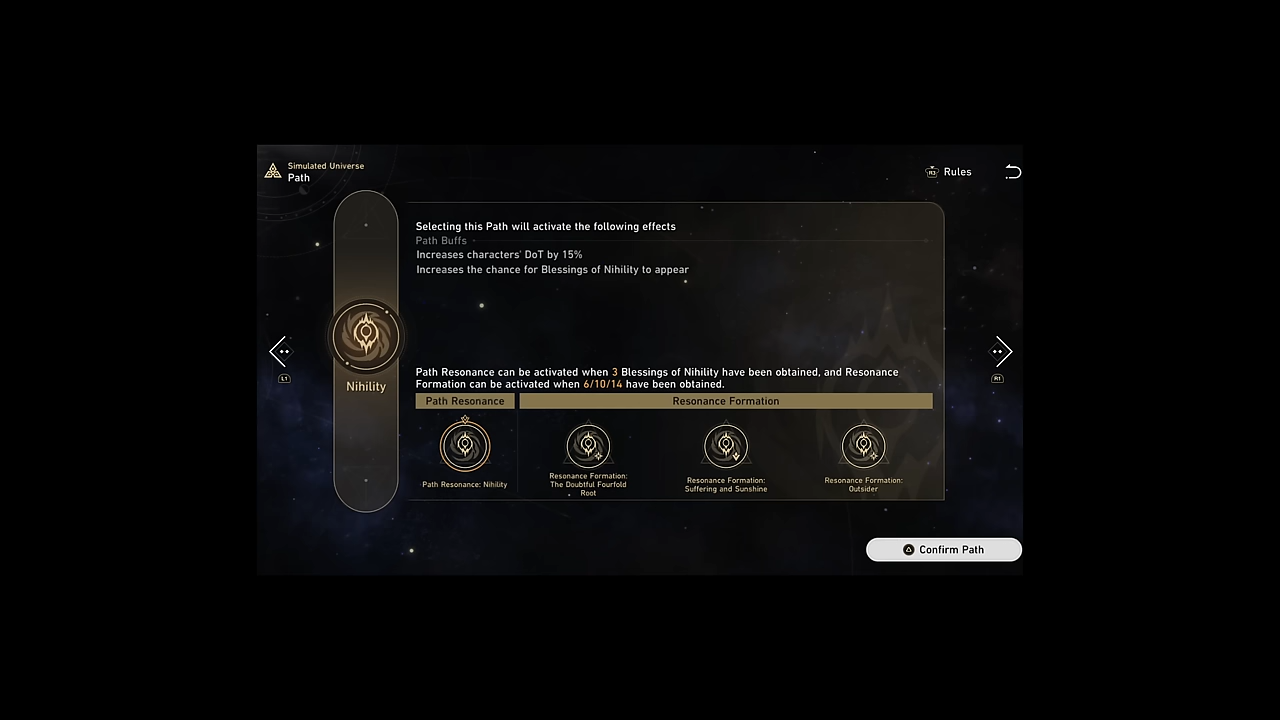 Simulated Universe
Path
R3 Rules
Selecting this Path will activate the following effects
Path Buffs
Increases characters' DoT by 15%
Increases the chance for Blessings of Nihility to appear
L1
Nihility
R1
Path Resonance can be activated when 3 Blessings of Nihility have been obtained, and Resonance
Formation can be activated when 6/10/14 have been obtained.
Path Resonance
Resonance Formation
Path Resonance: Nihility
Resonance Formation:
The Doubtful Fourfold
Root
Resonance Formation:
Suffering and Sunshine
Resonance Formation:
Outsider
Confirm Path